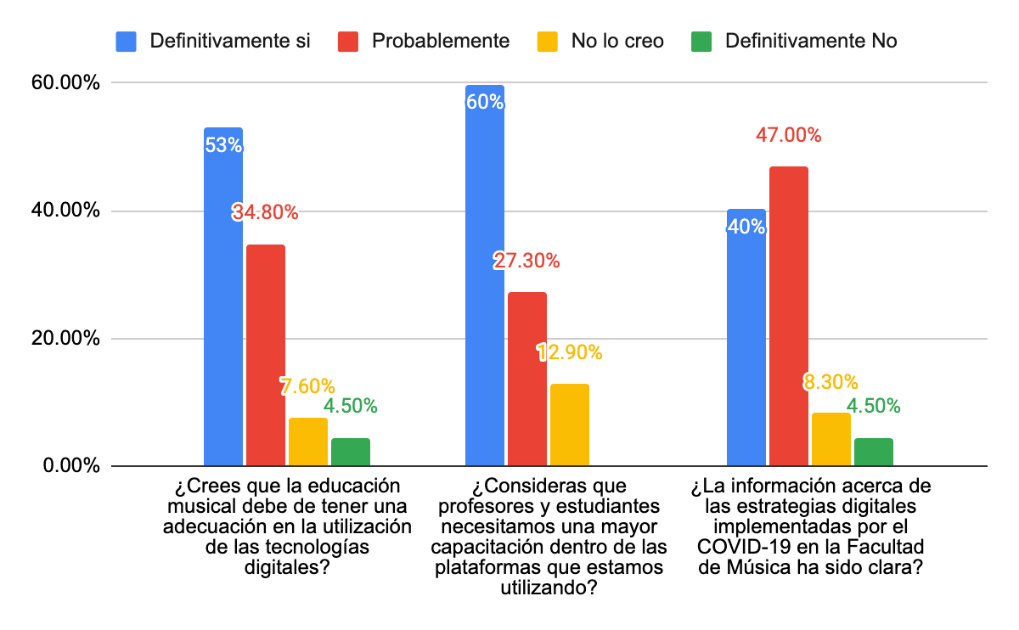 Definitivamente si Probablemente No lo creo Definitivamente No
60.00%
40.00%
20.00%
0.00%
53%
34.80%
7.60%
4.50%
60%
27.30%
12.90%
40%
47.00%
8.30%
4.50%
¿Crees que la educación
musical debe de tener una
adecuación en la utilización
de las tecnologías
digitales?
¿Consideras que
profesores y estudiantes
necesitamos una mayor
capacitación dentro de las
plataformas que estamos
utilizando?
¿La información acerca de
las estrategias digitales
implementadas por el
COVID-19 en la Facultad
de Música ha sido clara?